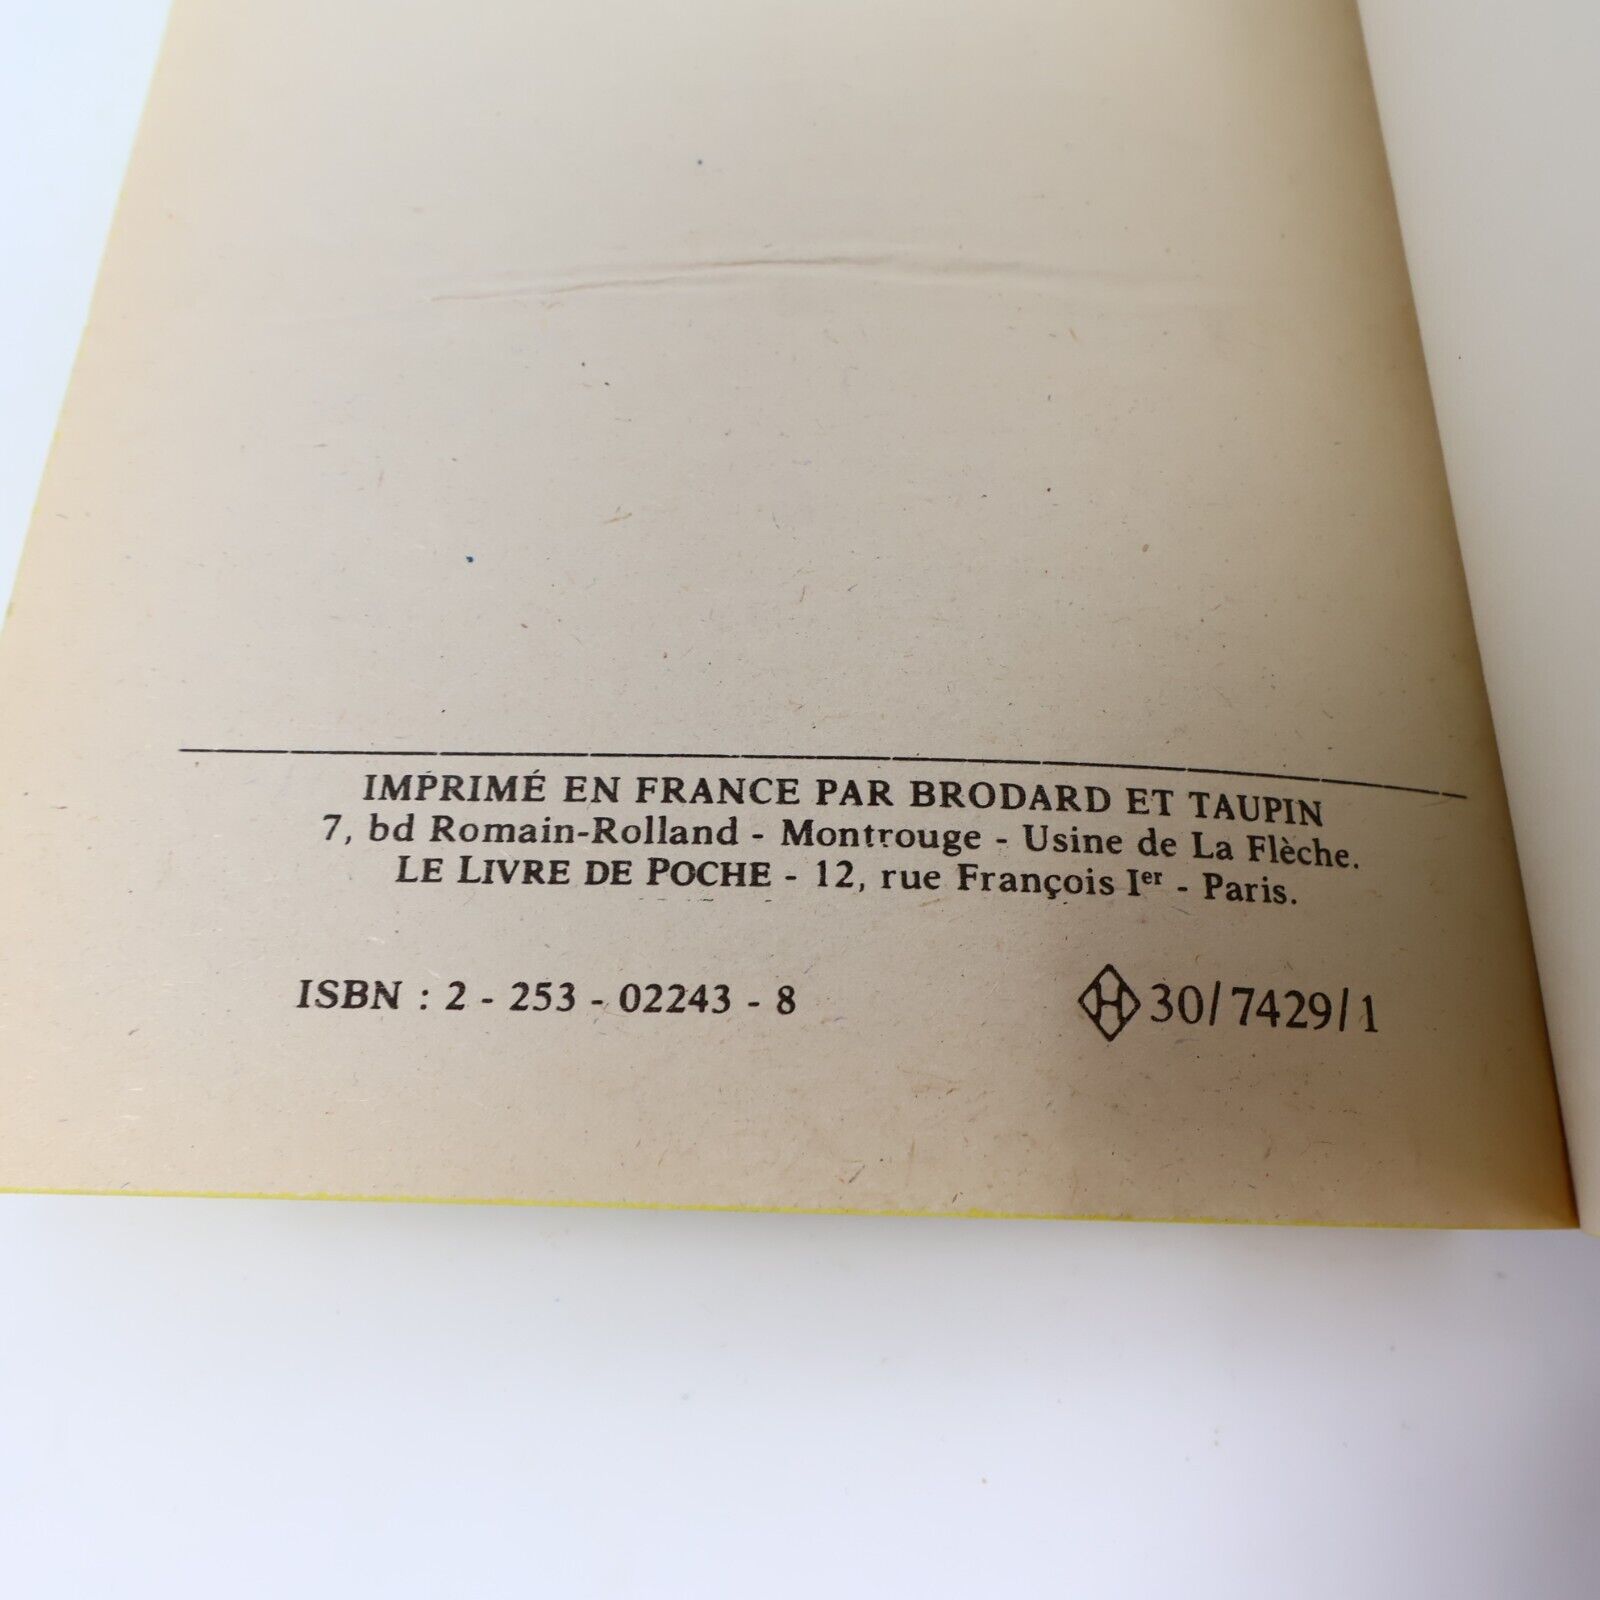 IMPRIMÉ EN FRANCE PAR BRODARD ET TAUPIN
7, bd Romain-Rolland - Montrouge - Usine de La Flèche.
LE LIVRE DE POCHE - 12, rue François Ier - Paris.
ISBN : 2 - 253 - 02243 - 8
H 30/7429/1